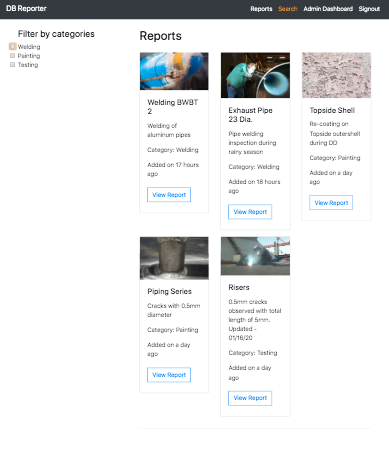 DB Reporter
Reports Search Admin Dashboard Signout
Filter by categories
Welding
Painting
Testing
Reports
Welding BWBT
2
Welding of
aluminum pipes
Category: Welding
Added on 17 hours
ago
View Report
Exhaust Pipe
23 Dia.
Pipe welding
inspection during
rainy season
Category: Welding
Added on 18 hours
ago
View Report
Topside Shell
Re-coating on
Topside outershell
during DD
Category: Painting
Added on a day
ago
View Report
Piping Series
Cracks with 0.5mm
diameter
Category: Painting
Added on a day
ago
View Report
Risers
0.5mm cracks
observed with total
length of 5mm.
Updated -
01/16/20
Category: Testing
Added on a day
ago
View Report